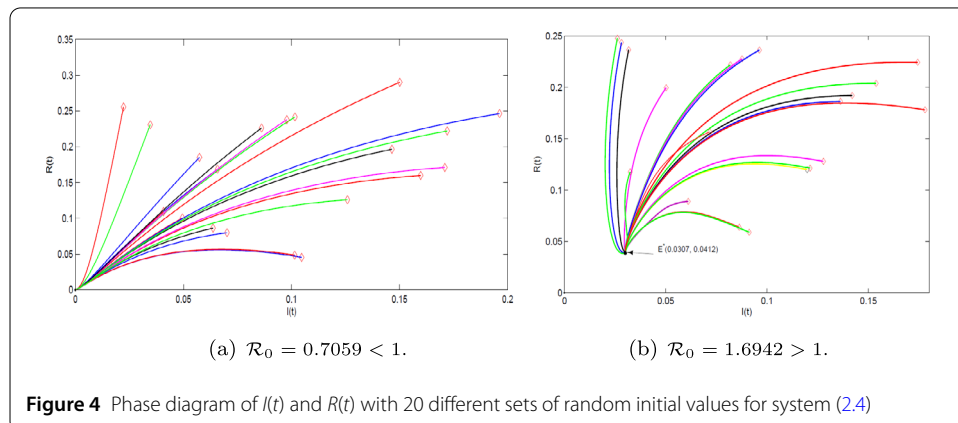 0.35
0.3
0.25
0.2
0.15
0.1
0.05
0
R(t)
0
0.05
0.1
0.15
0.2
I(t)
(a) R₀ = 0.7059 < 1.
0.25
0.2
0.15
0.1
0.05
0
R(t)
E*(0.0307, 0.0412)
0
0.05
0.1
0.15
I(t)
(b) R₀ = 1.6942 > 1.
Figure 4 Phase diagram of I(t) and R(t) with 20 different sets of random initial values for system (2.4)